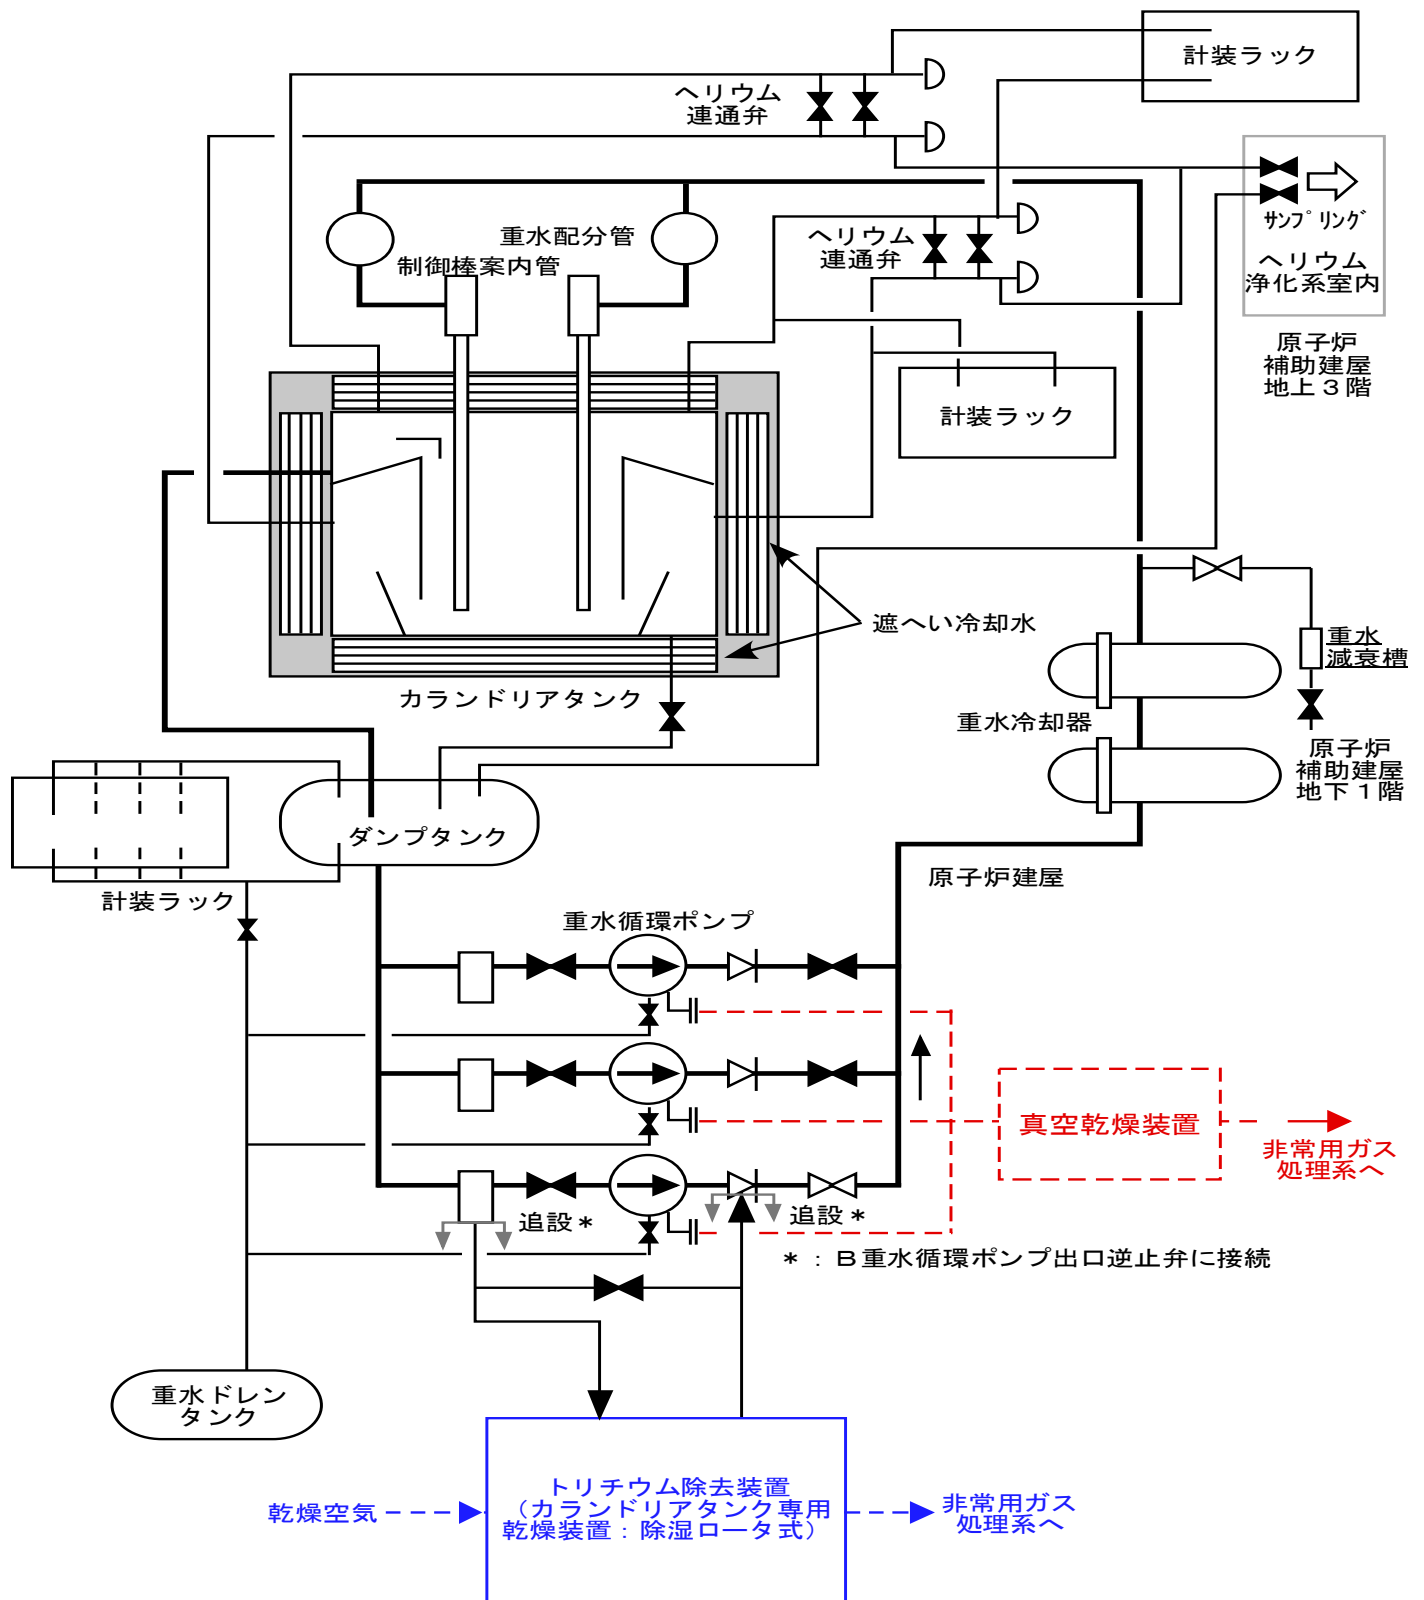 計装ラック
ヘリウム
連通弁
サンプリング
ヘリウム
浄化系室内
重水配分管
制御棒案内管
ヘリウム
連通弁
原子炉
補助建屋
地上3階
計装ラック
遮へい冷却水
重水
減衰槽
カランドリアタンク
重水冷却器
原子炉
補助建屋
地下1階
ダンプタンク
計装ラック
原子炉建屋
重水循環ポンプ
真空乾燥装置
非常用ガス
処理系へ
追設*
追設*
*:B重水循環ポンプ出口逆止弁に接続
重水ドレン
タンク
トリチウム除去装置
(カランドリアタンク専用
乾燥装置:除湿ロータ式)
乾燥空気
非常用ガス
処理系へ